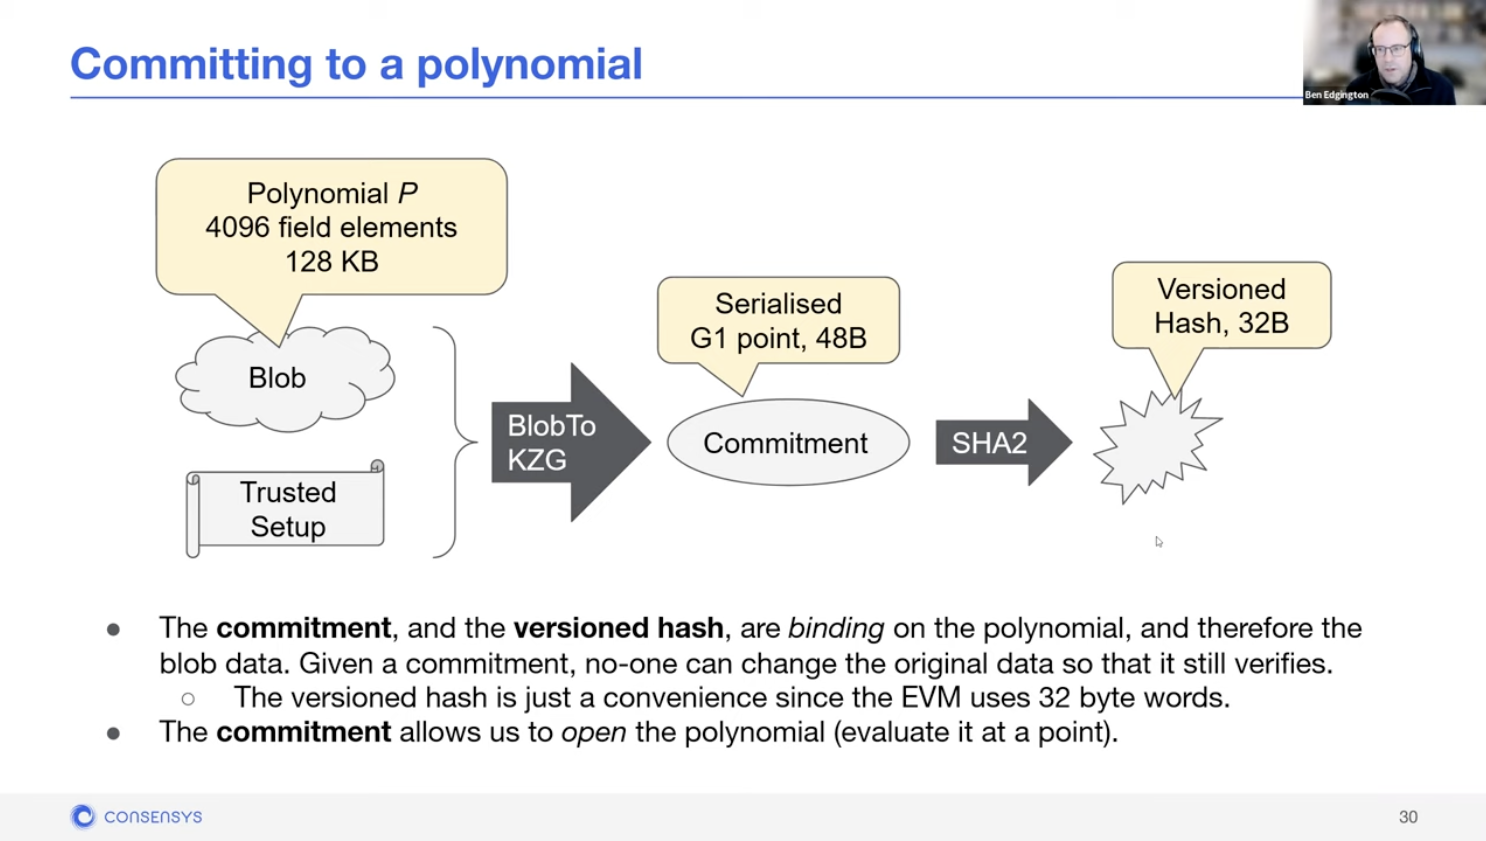 Committing to a polynomial
Ben Edgington
Polynomial P
4096 field elements
128 KB
Serialised
G1 point, 48B
Versioned
Hash, 32B
Blob
BlobTo
KZG
Commitment
SHA2
Trusted
Setup
● The commitment, and the versioned hash, are binding on the polynomial, and therefore the
blob data. Given a commitment, no-one can change the original data so that it still verifies.
○ The versioned hash is just a convenience since the EVM uses 32 byte words.
● The commitment allows us to open the polynomial (evaluate it at a point).
CONSENSYS
30